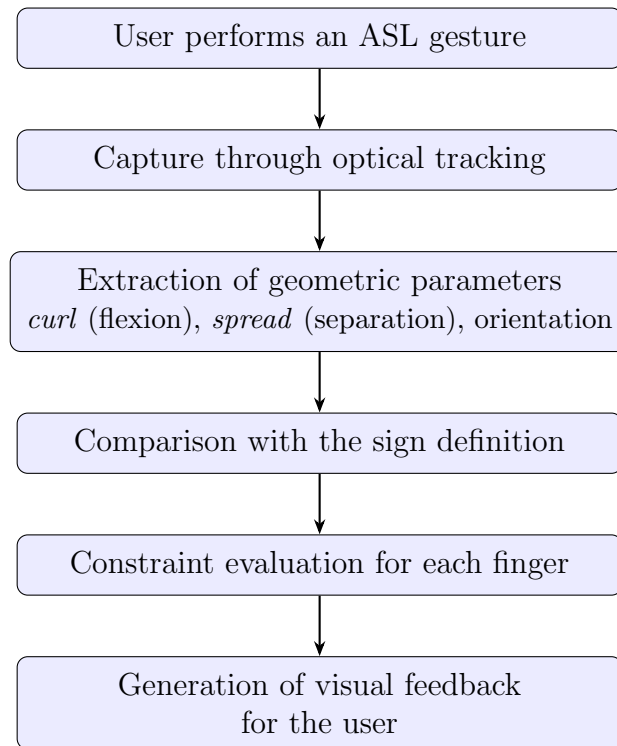 User performs an ASL gesture
Capture through optical tracking
Extraction of geometric parameters
curl (flexion), spread (separation), orientation
Comparison with the sign definition
Constraint evaluation for each finger
Generation of visual feedback
for the user